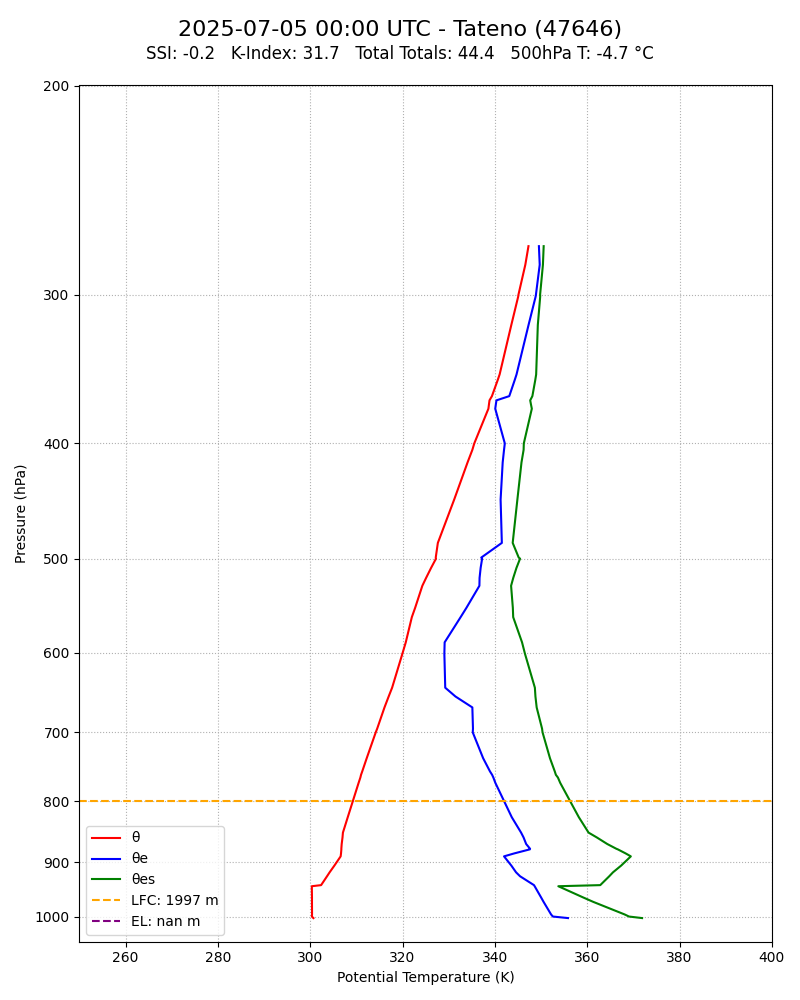 2025-07-05 00:00 UTC - Tateno (47646)
SSI: -0.2   K-Index: 31.7   Total Totals: 44.4   500hPa T: -4.7 °C
200
300
400
500
600
700
800
900
1000
Pressure (hPa)
θ
θe
θes
LFC: 1997 m
EL: nan m
260 280 300 320 340 360 380 400
Potential Temperature (K)